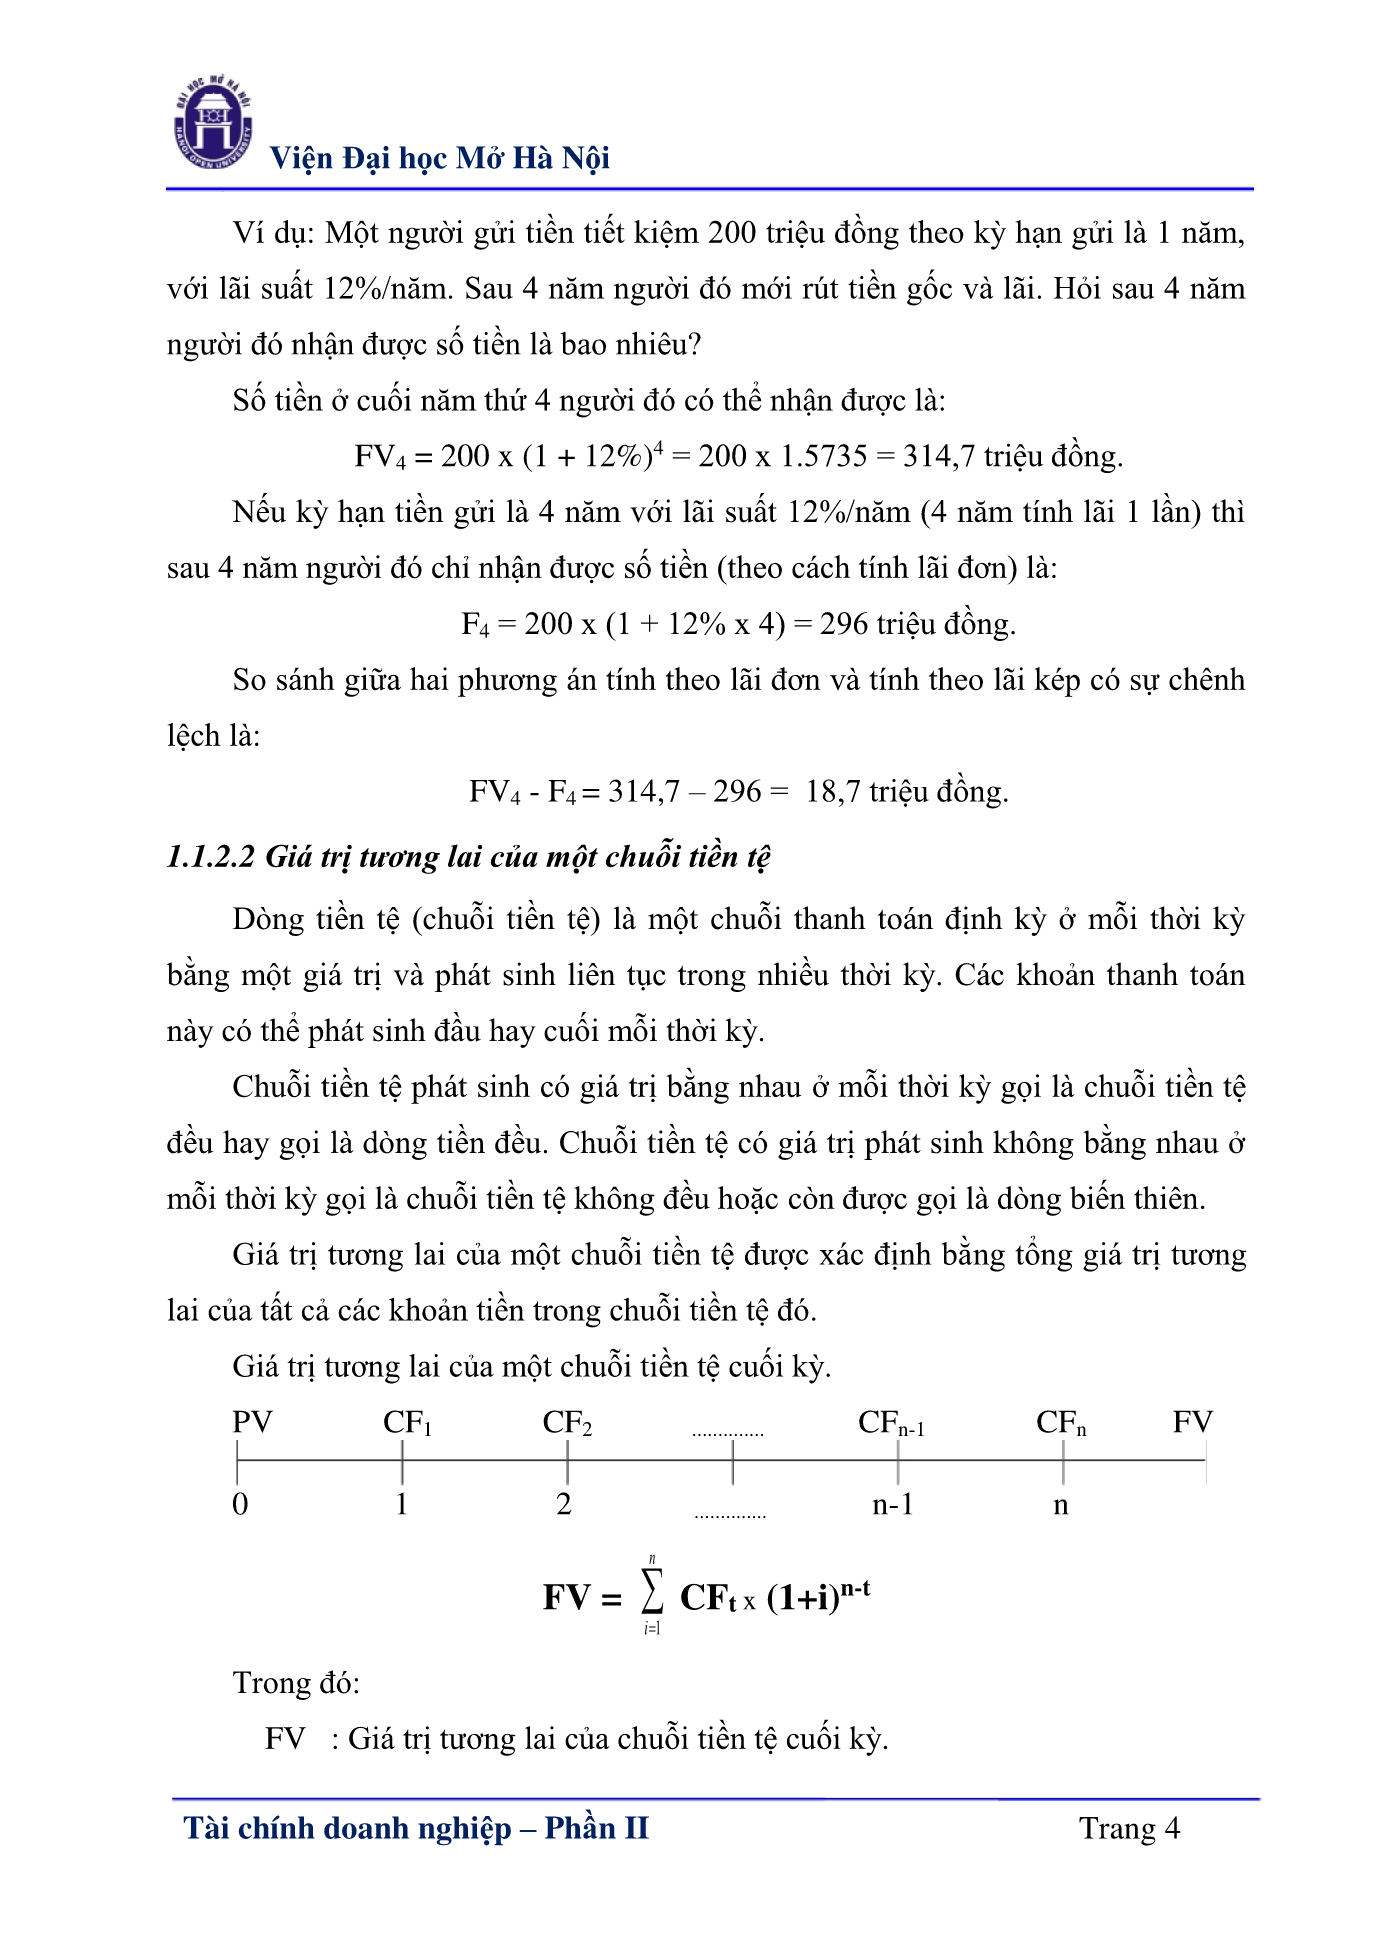 ĐẠI HỌC MỞ HÀ NỘI
HANOI OPEN UNIVERSITY
Viện Đại học Mở Hà Nội
Ví dụ: Một người gửi tiền tiết kiệm 200 triệu đồng theo kỳ hạn gửi là 1 năm,
với lãi suất 12%/năm. Sau 4 năm người đó mới rút tiền gốc và lãi. Hỏi sau 4 năm
người đó nhận được số tiền là bao nhiêu?
Số tiền ở cuối năm thứ 4 người đó có thể nhận được là:
FV₄ = 200 x (1 + 12%)⁴ = 200 x 1.5735 = 314,7 triệu đồng.
Nếu kỳ hạn tiền gửi là 4 năm với lãi suất 12%/năm (4 năm tính lãi 1 lần) thì
sau 4 năm người đó chỉ nhận được số tiền (theo cách tính lãi đơn) là:
F₄ = 200 x (1 + 12% x 4) = 296 triệu đồng.
So sánh giữa hai phương án tính theo lãi đơn và tính theo lãi kép có sự chênh
lệch là:
FV₄ - F₄ = 314,7 – 296 = 18,7 triệu đồng.
1.1.2.2 Giá trị tương lai của một chuỗi tiền tệ
Dòng tiền tệ (chuỗi tiền tệ) là một chuỗi thanh toán định kỳ ở mỗi thời kỳ
bằng một giá trị và phát sinh liên tục trong nhiều thời kỳ. Các khoản thanh toán
này có thể phát sinh đầu hay cuối mỗi thời kỳ.
Chuỗi tiền tệ phát sinh có giá trị bằng nhau ở mỗi thời kỳ gọi là chuỗi tiền tệ
đều hay gọi là dòng tiền đều. Chuỗi tiền tệ có giá trị phát sinh không bằng nhau ở
mỗi thời kỳ gọi là chuỗi tiền tệ không đều hoặc còn được gọi là dòng biến thiên.
Giá trị tương lai của một chuỗi tiền tệ được xác định bằng tổng giá trị tương
lai của tất cả các khoản tiền trong chuỗi tiền tệ đó.
Giá trị tương lai của một chuỗi tiền tệ cuối kỳ.
PV CF₁ CF₂ .............. CFₙ₋₁ CFₙ FV
0 1 2 .............. n-1 n
n
FV = ∑ CFₜ x (1+i)ⁿ⁻ᵗ
i=1
Trong đó:
FV : Giá trị tương lai của chuỗi tiền tệ cuối kỳ.
Tài chính doanh nghiệp – Phần II Trang 4